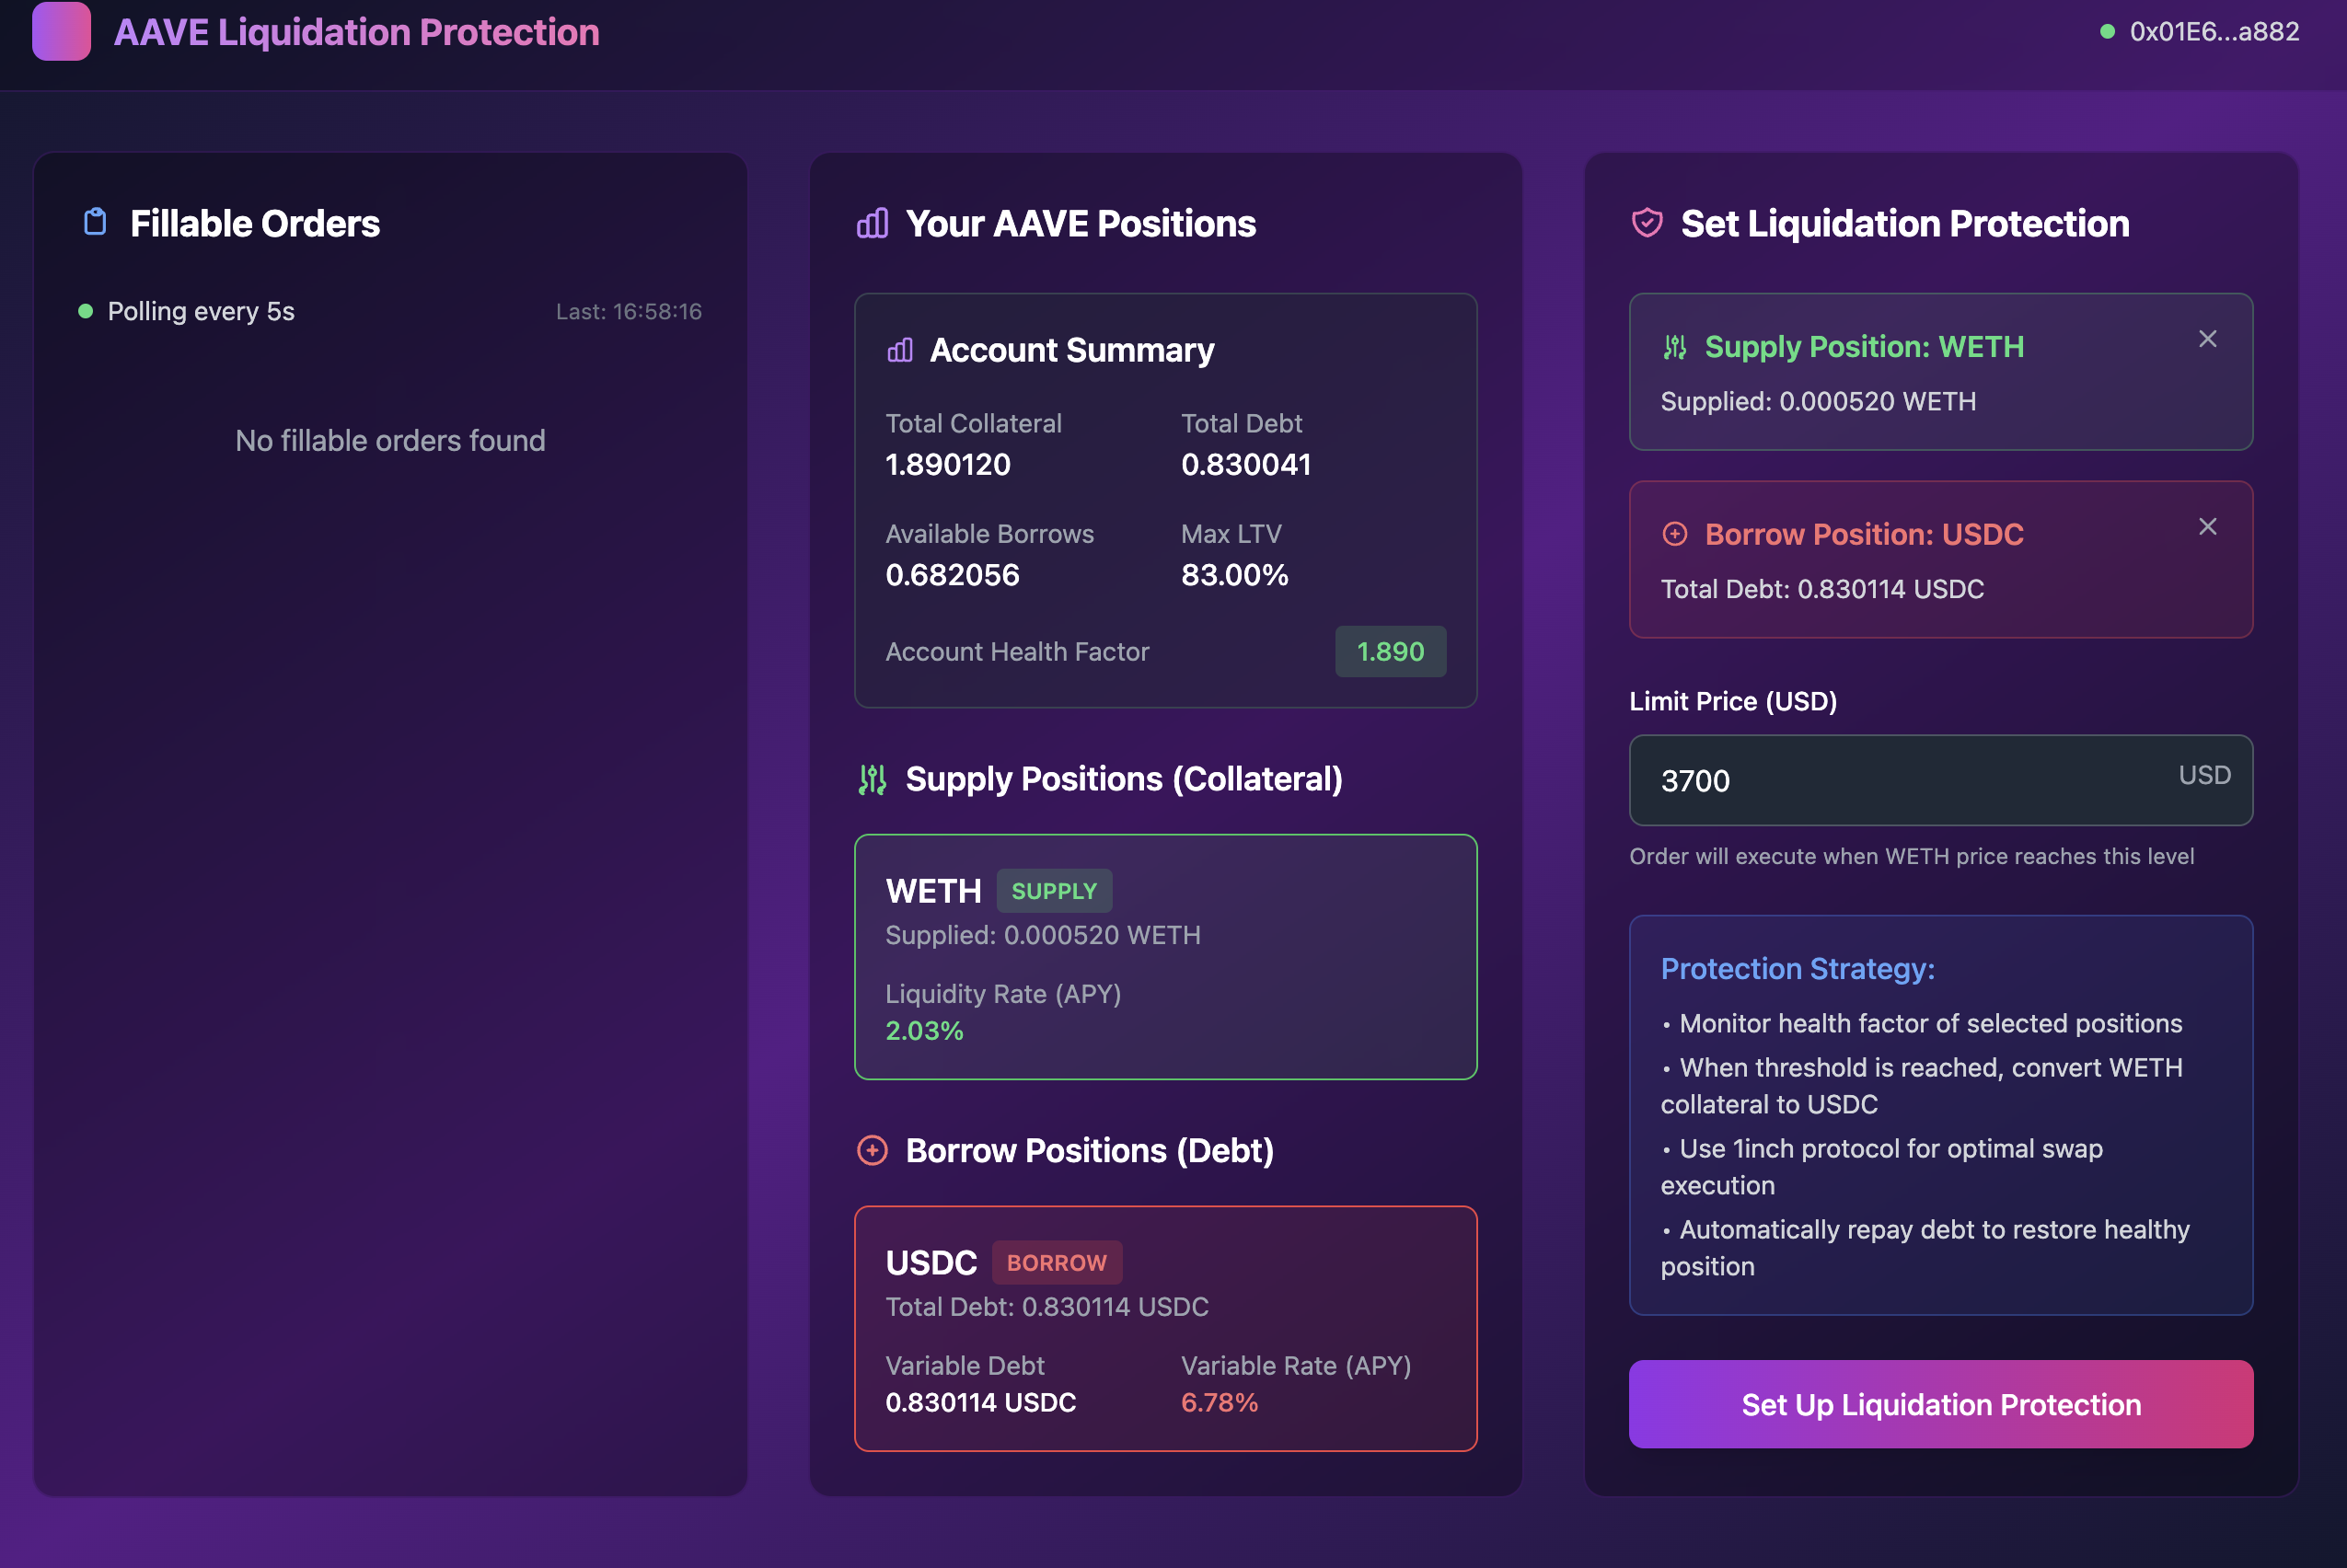 AAVE Liquidation Protection
0x01E6...a882
Fillable Orders
Polling every 5s
Last: 16:58:16
No fillable orders found
Your AAVE Positions
Account Summary
Total Collateral
1.890120
Total Debt
0.830041
Available Borrows
0.682056
Max LTV
83.00%
Account Health Factor
1.890
Supply Positions (Collateral)
WETH SUPPLY
Supplied: 0.000520 WETH
Liquidity Rate (APY)
2.03%
Borrow Positions (Debt)
USDC BORROW
Total Debt: 0.830114 USDC
Variable Debt
0.830114 USDC
Variable Rate (APY)
6.78%
Set Liquidation Protection
Supply Position: WETH
Supplied: 0.000520 WETH
Borrow Position: USDC
Total Debt: 0.830114 USDC
Limit Price (USD)
3700 USD
Order will execute when WETH price reaches this level
Protection Strategy:
• Monitor health factor of selected positions
• When threshold is reached, convert WETH
collateral to USDC
• Use 1inch protocol for optimal swap
execution
• Automatically repay debt to restore healthy
position
Set Up Liquidation Protection